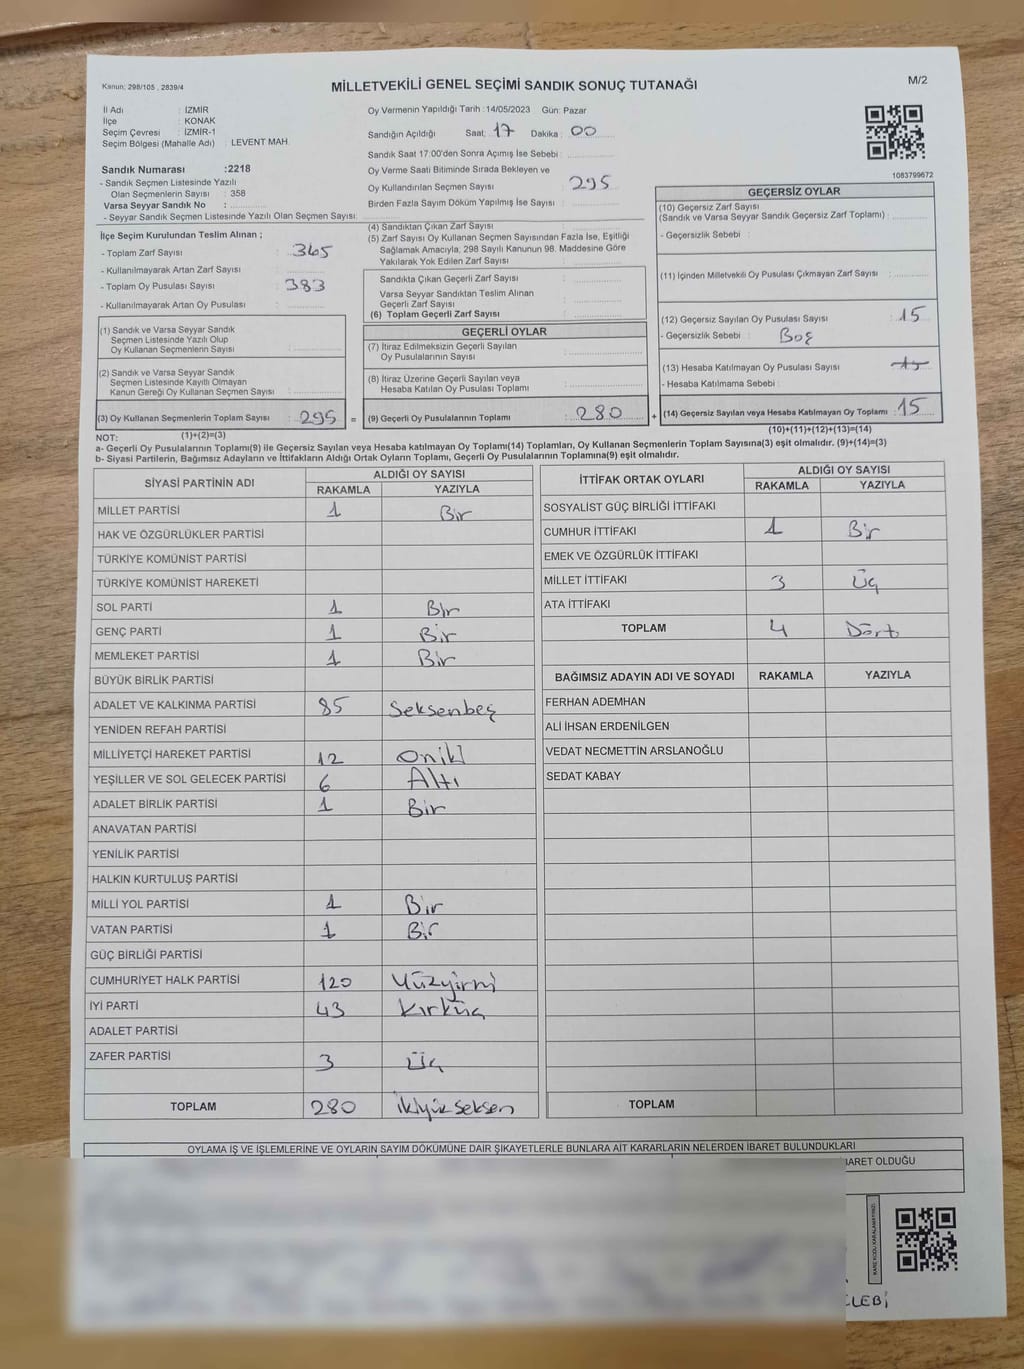 Kanun: 298/105 , 2839/4
MİLLETVEKİLİ GENEL SEÇİMİ SANDIK SONUÇ TUTANAĞI
M/2
İl Adı : İZMİR
İlçe : KONAK
Seçim Çevresi : İZMİR-1
Seçim Bölgesi (Mahalle Adı) : LEVENT MAH.
Sandık Numarası :2218
- Sandık Seçmen Listesinde Yazılı
Olan Seçmenlerin Sayısı : 358
Varsa Seyyar Sandık No :
- Seyyar Sandık Seçmen Listesinde Yazılı Olan Seçmen Sayısı:
Oy Vermenin Yapıldığı Tarih :14/05/2023 Gün: Pazar
Sandığın Açıldığı Saat: 17 Dakika : 00
Sandık Saat 17:00'den Sonra Açımış İse Sebebi :
Oy Verme Saati Bitiminde Sırada Bekleyen ve
Oy Kullandırılan Seçmen Sayısı : 295
Birden Fazla Sayım Döküm Yapılmış İse Sayısı :
1083799672
İlçe Seçim Kurulundan Teslim Alınan ;
- Toplam Zarf Sayısı : 365
- Kullanılmayarak Artan Zarf Sayısı :
- Toplam Oy Pusulası Sayısı : 383
- Kullanılmayarak Artan Oy Pusulası :
(4) Sandıktan Çıkan Zarf Sayısı :
(5) Zarf Sayısı Oy Kullanan Seçmen Sayısından Fazla İse, Eşitliği
Sağlamak Amacıyla, 298 Sayılı Kanunun 98. Maddesine Göre
Yakılarak Yok Edilen Zarf Sayısı :
Sandıkta Çıkan Geçerli Zarf Sayısı :
Varsa Seyyar Sandıktan Teslim Alınan
Geçerli Zarf Sayısı :
(6) Toplam Geçerli Zarf Sayısı :
GEÇERSİZ OYLAR
(10) Geçersiz Zarf Sayısı
(Sandık ve Varsa Seyyar Sandık Geçersiz Zarf Toplamı) :
- Geçersizlik Sebebi :
(11) İçinden Milletvekili Oy Pusulası Çıkmayan Zarf Sayısı :
(12) Geçersiz Sayılan Oy Pusulası Sayısı : 15
- Geçersizlik Sebebi : Boş
(13) Hesaba Katılmayan Oy Pusulası Sayısı : 15
- Hesaba Katılmama Sebebi :
(14) Geçersiz Sayılan veya Hesaba Katılmayan Oy Toplamı : 15
(10)+(11)+(12)+(13)=(14)
(1) Sandık ve Varsa Seyyar Sandık
Seçmen Listesinde Yazılı Olup
Oy Kullanan Seçmenlerin Sayısı :
(2) Sandık ve Varsa Seyyar Sandık
Seçmen Listesinde Kayıtlı Olmayan
Kanun Gereği Oy Kullanan Seçmen Sayısı :
(3) Oy Kullanan Seçmenlerin Toplam Sayısı : 295 =
(1)+(2)=(3)
GEÇERLİ OYLAR
(7) İtiraz Edilmeksizin Geçerli Sayılan
Oy Pusulalarının Sayısı :
(8) İtiraz Üzerine Geçerli Sayılan veya
Hesaba Katılan Oy Pusulası Toplamı :
(9) Geçerli Oy Pusulalarının Toplamı : 280 +
NOT:
a- Geçerli Oy Pusulalarının Toplamı(9) ile Geçersiz Sayılan veya Hesaba katılmayan Oy Toplamı(14) Toplamları, Oy Kullanan Seçmenlerin Toplam Sayısına(3) eşit olmalıdır. (9)+(14)=(3)
b- Siyasi Partilerin, Bağımsız Adayların ve İttifakların Aldığı Ortak Oyların Toplamı, Geçerli Oy Pusulalarının Toplamına(9) eşit olmalıdır.
SİYASİ PARTİNİN ADI ALDIĞI OY SAYISI
RAKAMLA YAZIYLA
MİLLET PARTİSİ 1 Bir
HAK VE ÖZGÜRLÜKLER PARTİSİ
TÜRKİYE KOMÜNİST PARTİSİ
TÜRKİYE KOMÜNİST HAREKETİ
SOL PARTİ 1 Bir
GENÇ PARTİ 1 Bir
MEMLEKET PARTİSİ 1 Bir
BÜYÜK BİRLİK PARTİSİ
ADALET VE KALKINMA PARTİSİ 85 Seksenbeş
YENİDEN REFAH PARTİSİ
MİLLİYETÇİ HAREKET PARTİSİ 12 Oniki
YEŞİLLER VE SOL GELECEK PARTİSİ 6 Altı
ADALET BİRLİK PARTİSİ 1 Bir
ANAVATAN PARTİSİ
YENİLİK PARTİSİ
HALKIN KURTULUŞ PARTİSİ
MİLLİ YOL PARTİSİ 1 Bir
VATAN PARTİSİ 1 Bir
GÜÇ BİRLİĞİ PARTİSİ
CUMHURİYET HALK PARTİSİ 120 Yüzyirmi
İYİ PARTİ 43 Kırküç
ADALET PARTİSİ
ZAFER PARTİSİ 3 Üç
TOPLAM 280 İkiyüzseksen
İTTİFAK ORTAK OYLARI ALDIĞI OY SAYISI
RAKAMLA YAZIYLA
SOSYALİST GÜÇ BİRLİĞİ İTTİFAKI
CUMHUR İTTİFAKI 1 Bir
EMEK VE ÖZGÜRLÜK İTTİFAKI
MİLLET İTTİFAKI 3 Üç
ATA İTTİFAKI
TOPLAM 4 Dört
BAĞIMSIZ ADAYIN ADI VE SOYADI RAKAMLA YAZIYLA
FERHAN ADEMHAN
ALİ İHSAN ERDENİLGEN
VEDAT NECMETTİN ARSLANOĞLU
SEDAT KABAY
TOPLAM
OYLAMA İŞ VE İŞLEMLERİNE VE OYLARIN SAYIM DÖKÜMÜNE DAİR ŞİKAYETLERLE BUNLARA AİT KARARLARIN NELERDEN İBARET BULUNDUKLARI
BARET OLDUĞU
KAREKODU KARALAMAYINIZ!
ÇLEBİ